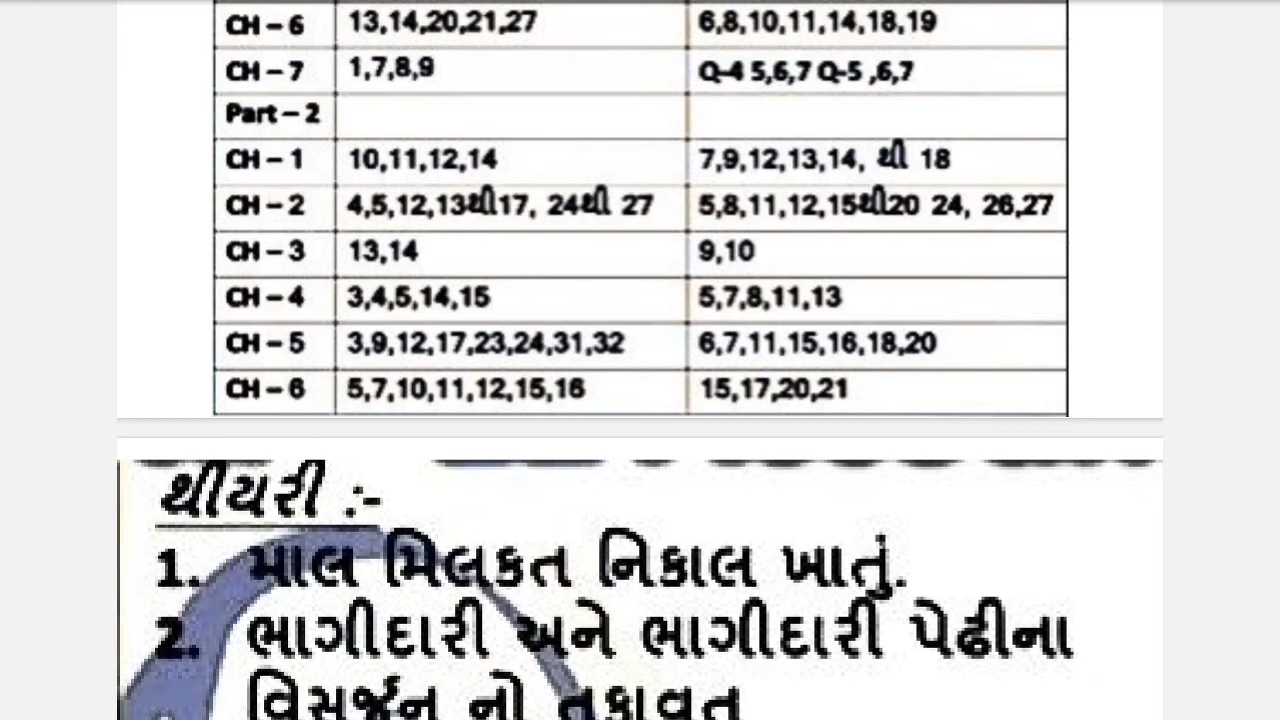 CH – 6 13,14,20,21,27 6,8,10,11,14,18,19
CH – 7 1,7,8,9 Q-4 5,6,7 Q-5 ,6,7
Part – 2
CH – 1 10,11,12,14 7,9,12,13,14, થી 18
CH – 2 4,5,12,13થી17, 24થી 27 5,8,11,12,15થી20 24, 26,27
CH – 3 13,14 9,10
CH – 4 3,4,5,14,15 5,7,8,11,13
CH – 5 3,9,12,17,23,24,31,32 6,7,11,15,16,18,20
CH – 6 5,7,10,11,12,15,16 15,17,20,21
થીયરી :-
1. માલ મિલકત નિકાલ ખાતું.
2. ભાગીદારી અને ભાગીદારી પેઢીના
વિસર્જન નો તફાવત